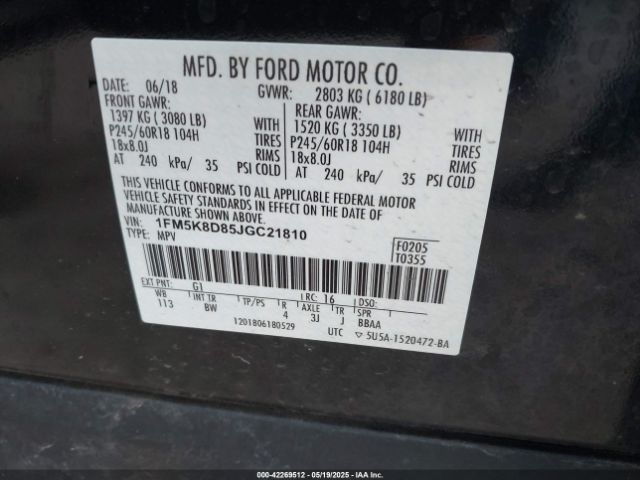 MFD. BY FORD MOTOR CO.
DATE: 06/18 GVWR: 2803 KG ( 6180 LB)
FRONT GAWR: REAR GAWR:
1397 KG ( 3080 LB) WITH 1520 KG ( 3350 LB) WITH
P245/60R18 104H TIRES P245/60R18 104H TIRES
18x8.0J RIMS 18x8.0J RIMS
AT 240 kPa/ 35 PSI COLD AT 240 kPa/ 35 PSI COLD
THIS VEHICLE CONFORMS TO ALL APPLICABLE FEDERAL MOTOR
VEHICLE SAFETY STANDARDS IN EFFECT ON THE DATE OF
MANUFACTURE SHOWN ABOVE.
VIN: 1FM5K8D85JGC21810
TYPE: MPV
F0205
T0355
EXT PNT: G1 RC: 16 DSO:
WB INT TR TP/PS R AXLE TR SPR
113 BW 4 3J J BBAA
1201806180529 UTC ▽ 5U5A-1520472-BA
000-42269512 - 05/19/2025 - IAAI, Inc.